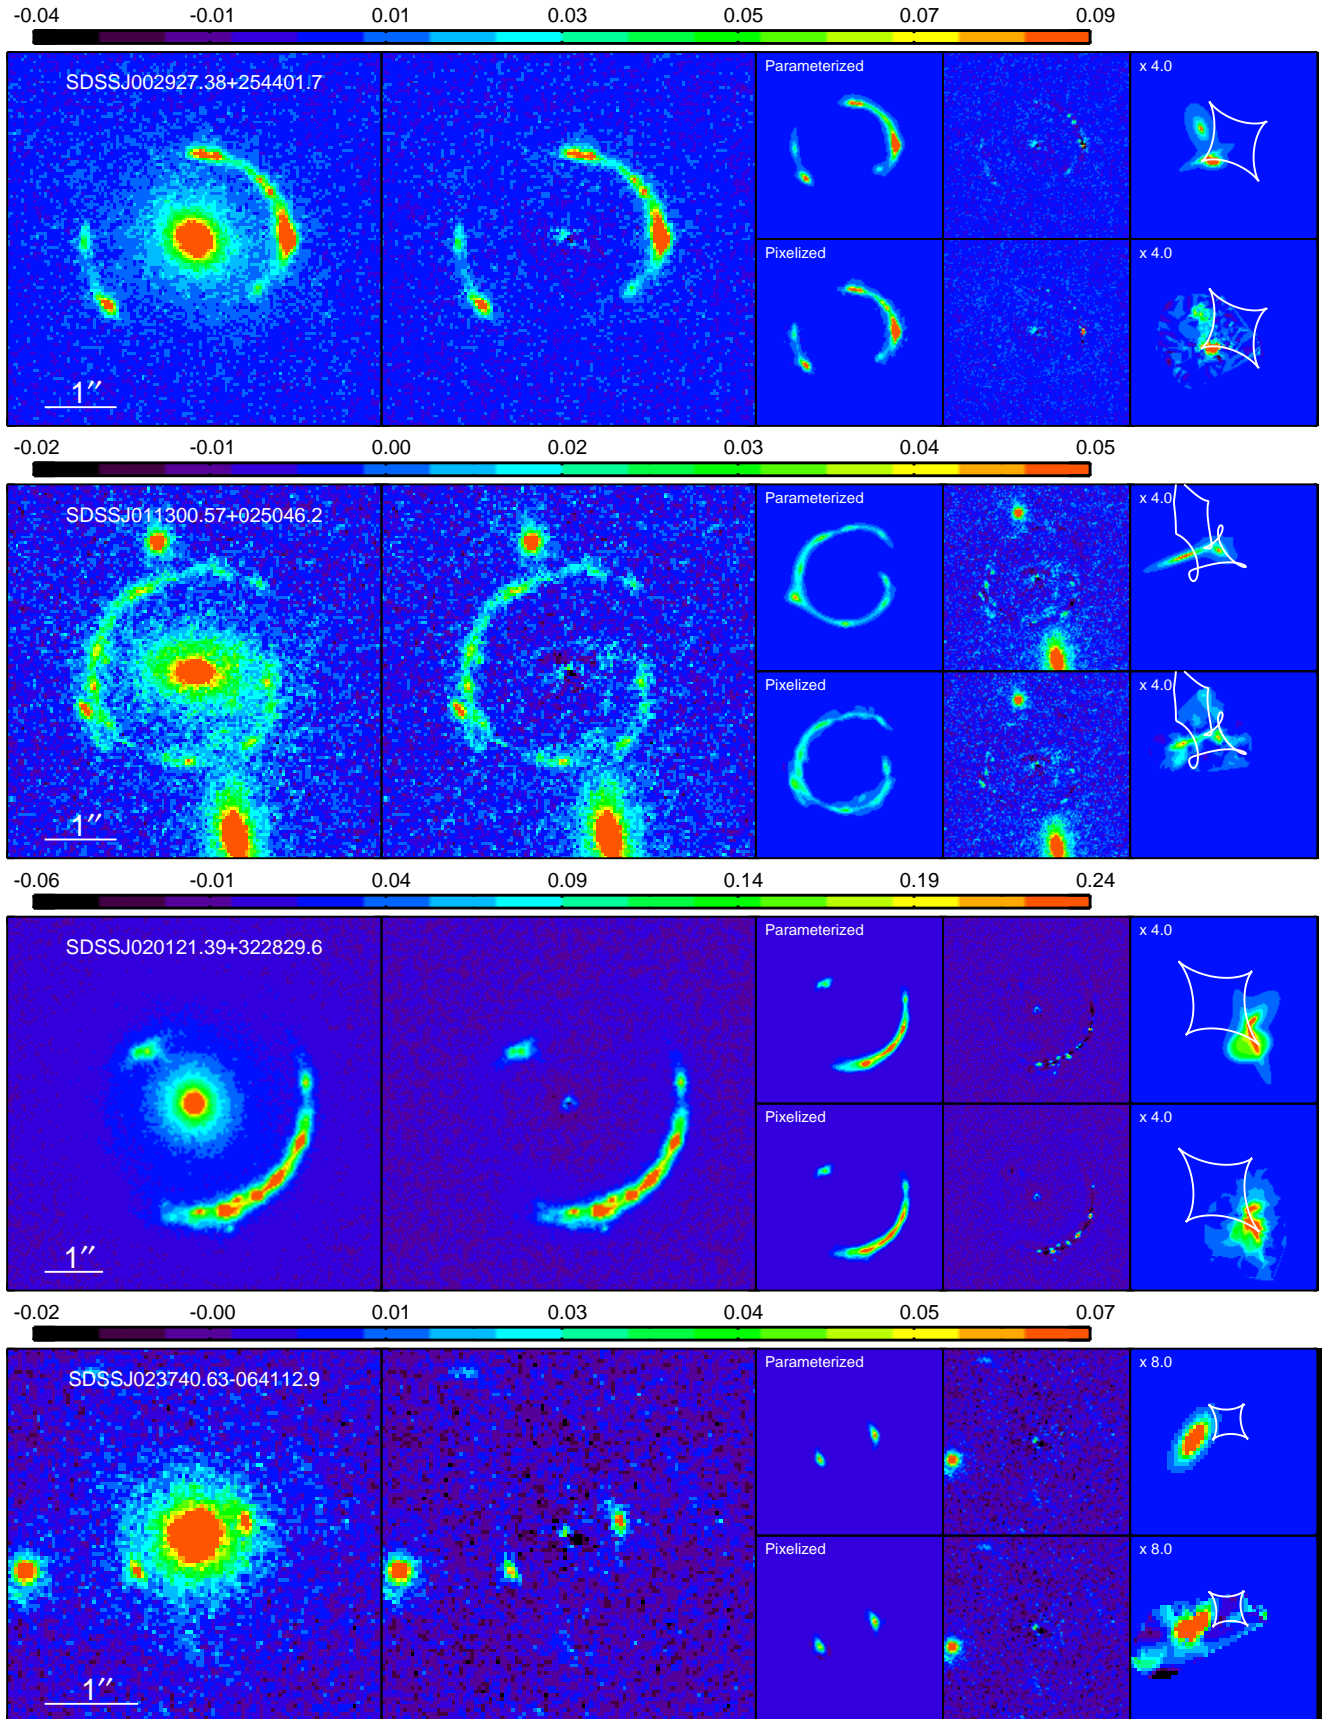 -0.04 -0.01 0.01 0.03 0.05 0.07 0.09
SDSSJ002927.38+254401.7
Parameterized
x 4.0
Pixelized
x 4.0
1″
-0.02 -0.01 0.00 0.02 0.03 0.04 0.05
SDSSJ011300.57+025046.2
Parameterized
x 4.0
Pixelized
x 4.0
1″
-0.06 -0.01 0.04 0.09 0.14 0.19 0.24
SDSSJ020121.39+322829.6
Parameterized
x 4.0
Pixelized
x 4.0
1″
-0.02 -0.00 0.01 0.03 0.04 0.05 0.07
SDSSJ023740.63-064112.9
Parameterized
x 8.0
Pixelized
x 8.0
1″